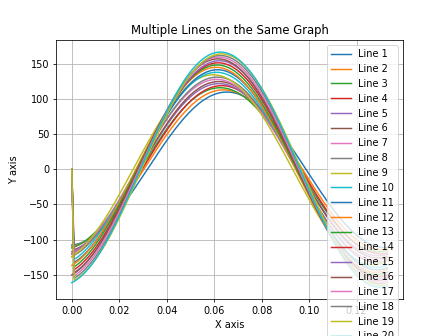 Multiple Lines on the Same Graph
Y axis
150
100
50
0
−50
−100
−150
0.00
0.02
0.04
0.06
0.08
0.10
X axis
Line 1
Line 2
Line 3
Line 4
Line 5
Line 6
Line 7
Line 8
Line 9
Line 10
Line 11
Line 12
Line 13
Line 14
Line 15
Line 16
Line 17
Line 18
Line 19
Line 20